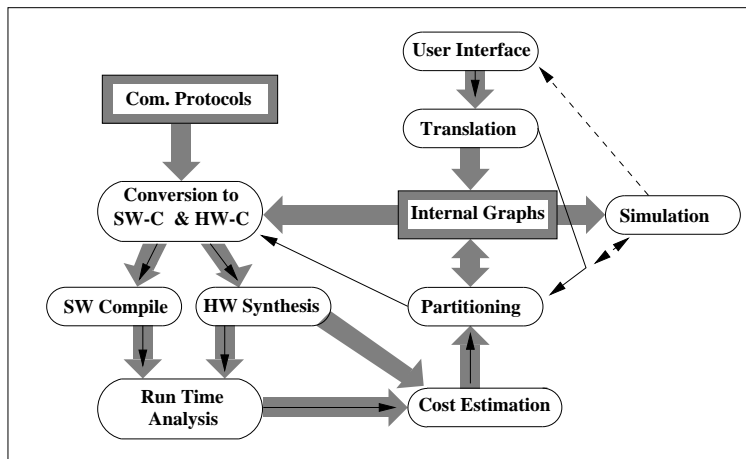 User Interface
Com. Protocols
Translation
Conversion to
SW-C & HW-C
Internal Graphs
Simulation
SW Compile
HW Synthesis
Partitioning
Run Time
Analysis
Cost Estimation